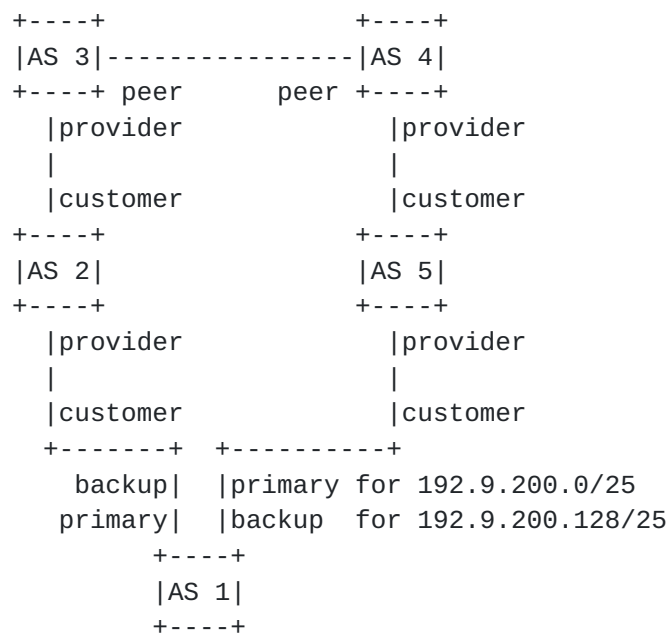 +----+                +----+
|AS 3|----------------|AS 4|
+----+ peer      peer +----+
  |provider             |provider
  |                     |
  |customer             |customer
+----+                +----+
|AS 2|                |AS 5|
+----+                +----+
  |provider             |provider
  |                     |
  |customer             |customer
  +-------+  +----------+
    backup|  |primary for 192.9.200.0/25
   primary|  |backup  for 192.9.200.128/25
         +----+
         |AS 1|
         +----+